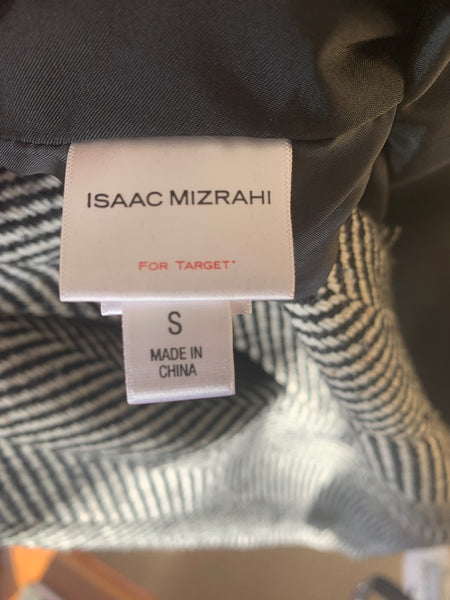 ISAAC MIZRAHI
FOR TARGET
S
MADE IN
CHINA